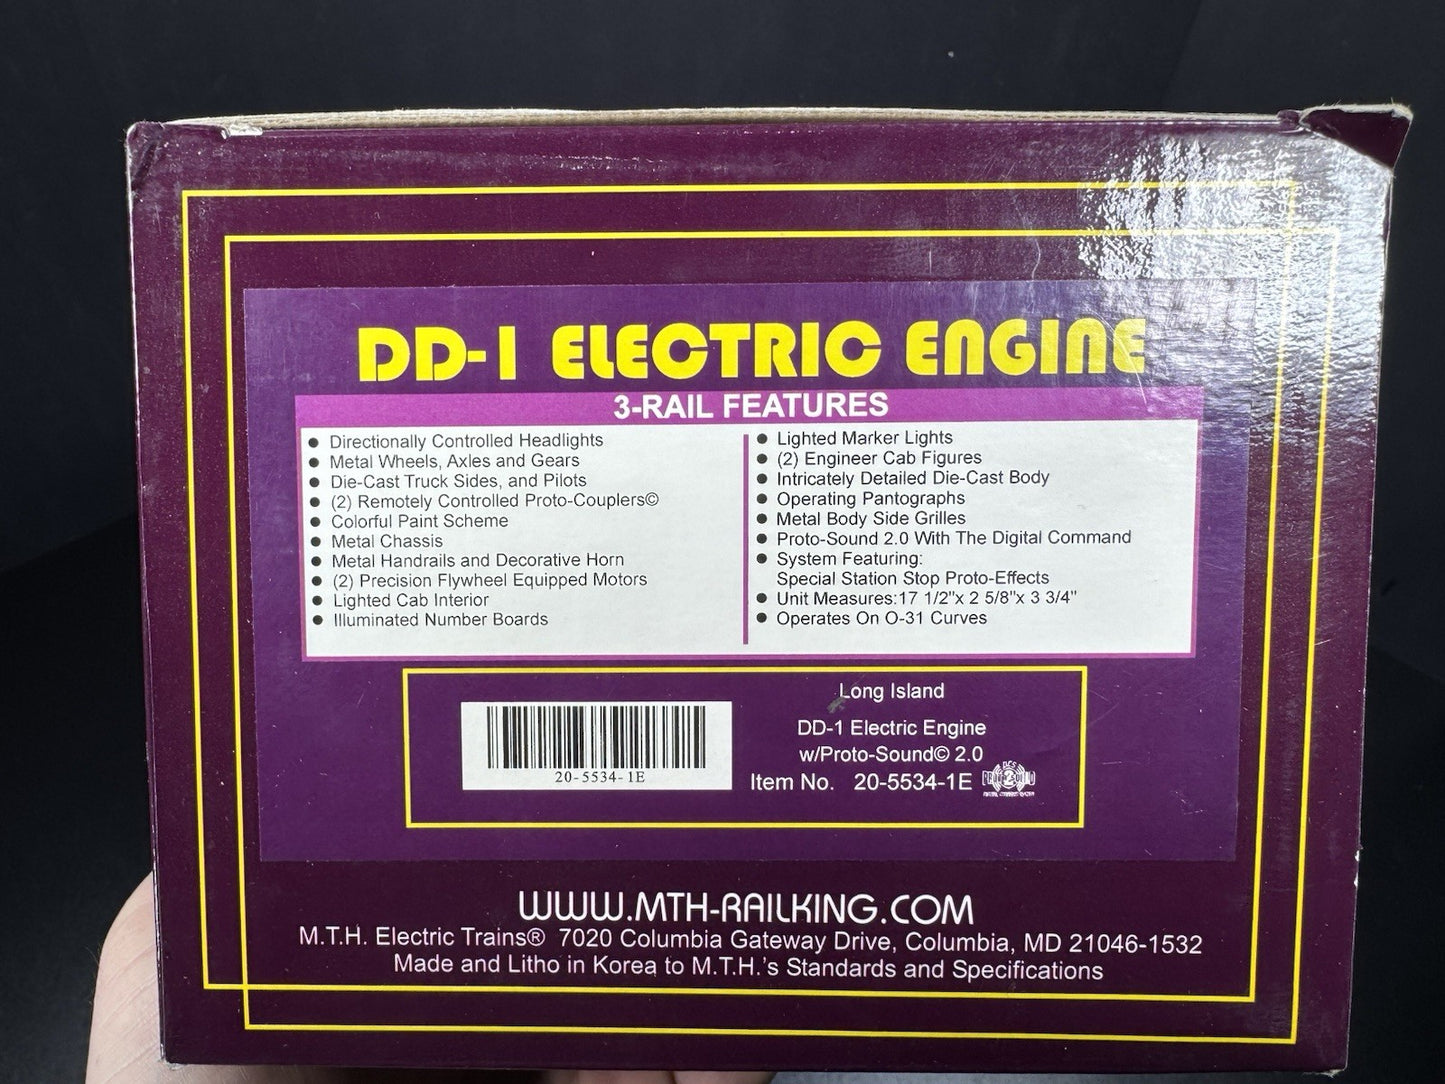 DD-1 ELECTRIC ENGINE
3-RAIL FEATURES
● Directionally Controlled Headlights
● Metal Wheels, Axles and Gears
● Die-Cast Truck Sides, and Pilots
● (2) Remotely Controlled Proto-Couplers©
● Colorful Paint Scheme
● Metal Chassis
● Metal Handrails and Decorative Horn
● (2) Precision Flywheel Equipped Motors
● Lighted Cab Interior
● Illuminated Number Boards
● Lighted Marker Lights
● (2) Engineer Cab Figures
● Intricately Detailed Die-Cast Body
● Operating Pantographs
● Metal Body Side Grilles
● Proto-Sound 2.0 With The Digital Command
● System Featuring:
Special Station Stop Proto-Effects
● Unit Measures:17 1/2"x 2 5/8"x 3 3/4"
● Operates On O-31 Curves
20-5534-1E
Long Island
DD-1 Electric Engine
w/Proto-Sound© 2.0
Item No. 20-5534-1E
WWW.MTH-RAILKING.COM
M.T.H. Electric Trains® 7020 Columbia Gateway Drive, Columbia, MD 21046-1532
Made and Litho in Korea to M.T.H.'s Standards and Specifications